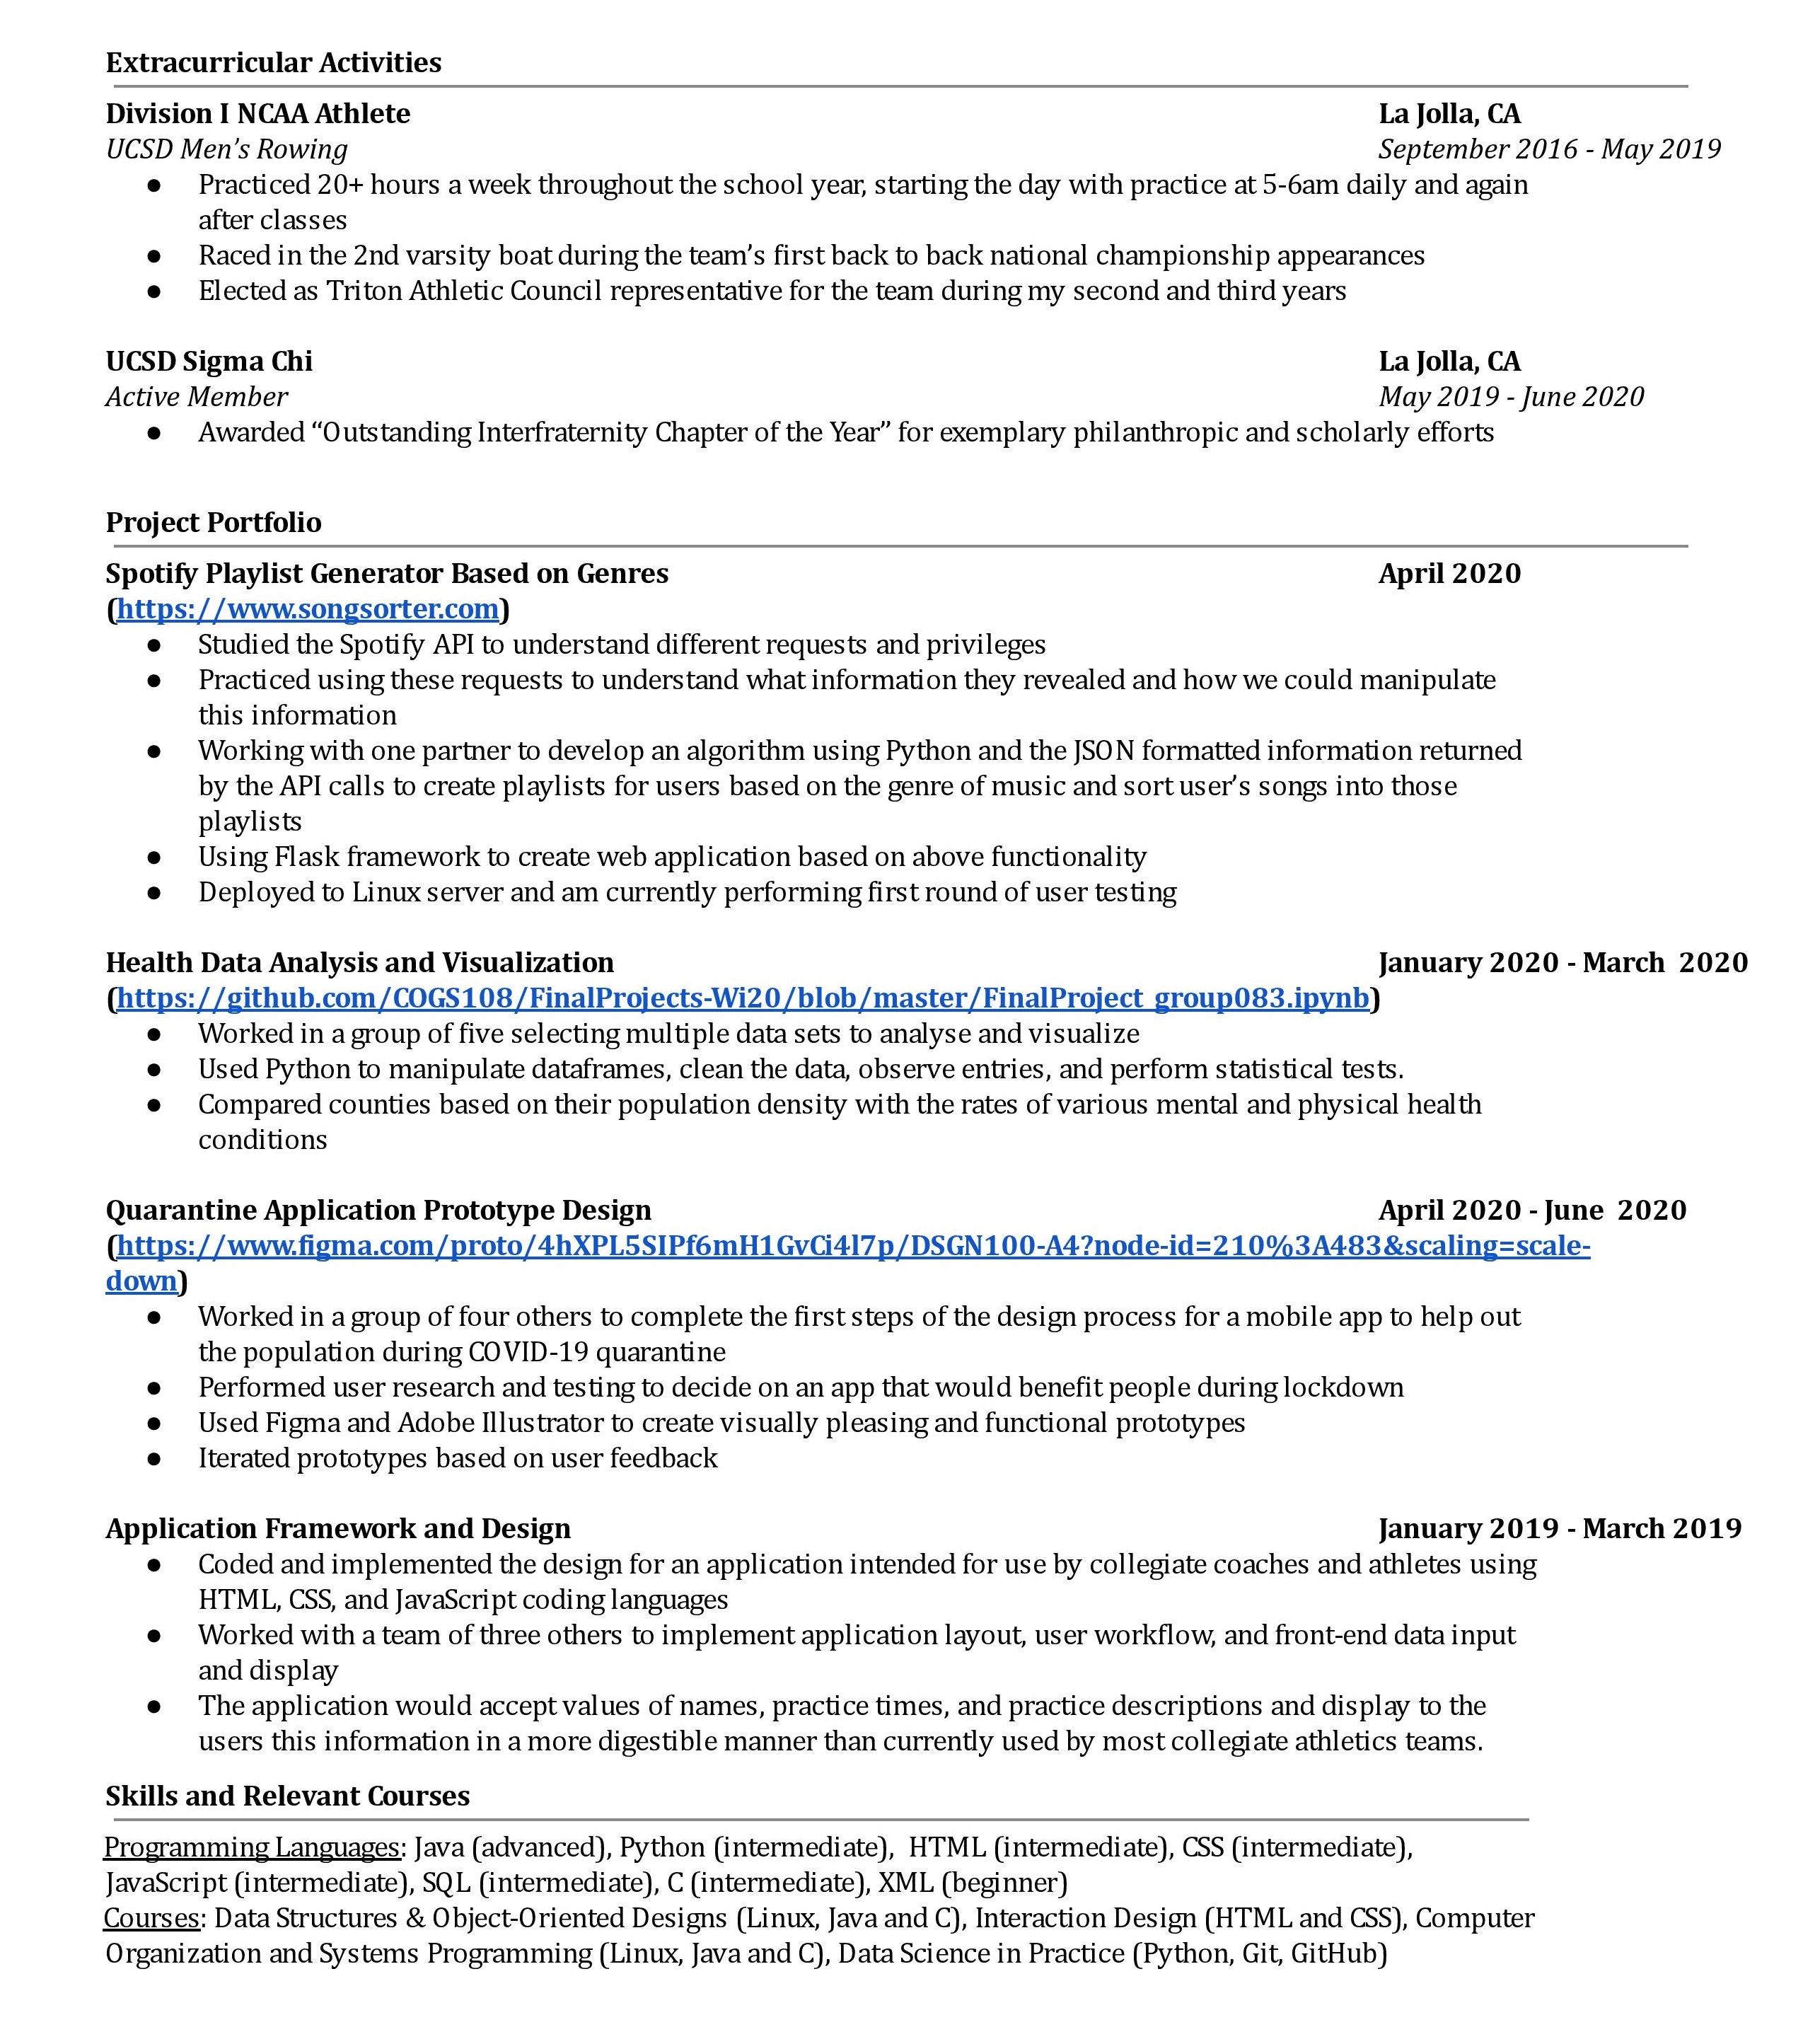 Extracurricular Activities
Division I NCAA Athlete La Jolla, CA
UCSD Men’s Rowing September 2016 - May 2019
● Practiced 20+ hours a week throughout the school year, starting the day with practice at 5-6am daily and again
after classes
● Raced in the 2nd varsity boat during the team’s first back to back national championship appearances
● Elected as Triton Athletic Council representative for the team during my second and third years
UCSD Sigma Chi La Jolla, CA
Active Member May 2019 - June 2020
● Awarded “Outstanding Interfraternity Chapter of the Year” for exemplary philanthropic and scholarly efforts
Project Portfolio
Spotify Playlist Generator Based on Genres April 2020
(https://www.songsorter.com)
● Studied the Spotify API to understand different requests and privileges
● Practiced using these requests to understand what information they revealed and how we could manipulate
this information
● Working with one partner to develop an algorithm using Python and the JSON formatted information returned
by the API calls to create playlists for users based on the genre of music and sort user’s songs into those
playlists
● Using Flask framework to create web application based on above functionality
● Deployed to Linux server and am currently performing first round of user testing
Health Data Analysis and Visualization January 2020 - March 2020
(https://github.com/COGS108/FinalProjects-Wi20/blob/master/FinalProject_group083.ipynb)
● Worked in a group of five selecting multiple data sets to analyse and visualize
● Used Python to manipulate dataframes, clean the data, observe entries, and perform statistical tests.
● Compared counties based on their population density with the rates of various mental and physical health
conditions
Quarantine Application Prototype Design April 2020 - June 2020
(https://www.figma.com/proto/4hXPL5SIPf6mH1GvCi4l7p/DSGN100-A4?node-id=210%3A483&scaling=scale-
down)
● Worked in a group of four others to complete the first steps of the design process for a mobile app to help out
the population during COVID-19 quarantine
● Performed user research and testing to decide on an app that would benefit people during lockdown
● Used Figma and Adobe Illustrator to create visually pleasing and functional prototypes
● Iterated prototypes based on user feedback
Application Framework and Design January 2019 - March 2019
● Coded and implemented the design for an application intended for use by collegiate coaches and athletes using
HTML, CSS, and JavaScript coding languages
● Worked with a team of three others to implement application layout, user workflow, and front-end data input
and display
● The application would accept values of names, practice times, and practice descriptions and display to the
users this information in a more digestible manner than currently used by most collegiate athletics teams.
Skills and Relevant Courses
Programming Languages: Java (advanced), Python (intermediate), HTML (intermediate), CSS (intermediate),
JavaScript (intermediate), SQL (intermediate), C (intermediate), XML (beginner)
Courses: Data Structures & Object-Oriented Designs (Linux, Java and C), Interaction Design (HTML and CSS), Computer
Organization and Systems Programming (Linux, Java and C), Data Science in Practice (Python, Git, GitHub)